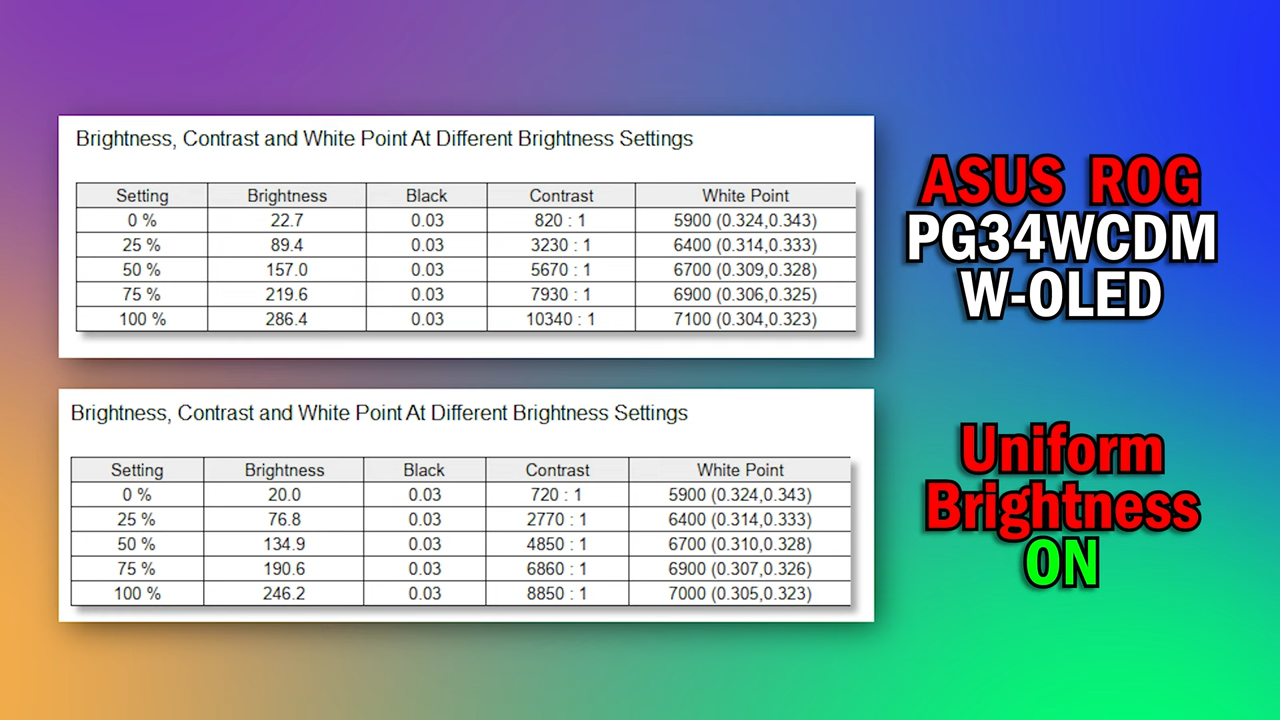 Brightness, Contrast and White Point At Different Brightness Settings
Setting Brightness Black Contrast White Point
0 % 22.7 0.03 820 : 1 5900 (0.324,0.343)
25 % 89.4 0.03 3230 : 1 6400 (0.314,0.333)
50 % 157.0 0.03 5670 : 1 6700 (0.309,0.328)
75 % 219.6 0.03 7930 : 1 6900 (0.306,0.325)
100 % 286.4 0.03 10340 : 1 7100 (0.304,0.323)
ASUS ROG
PG34WCDM
W-OLED
Brightness, Contrast and White Point At Different Brightness Settings
Setting Brightness Black Contrast White Point
0 % 20.0 0.03 720 : 1 5900 (0.324,0.343)
25 % 76.8 0.03 2770 : 1 6400 (0.314,0.333)
50 % 134.9 0.03 4850 : 1 6700 (0.310,0.328)
75 % 190.6 0.03 6860 : 1 6900 (0.307,0.326)
100 % 246.2 0.03 8850 : 1 7000 (0.305,0.323)
Uniform
Brightness
ON